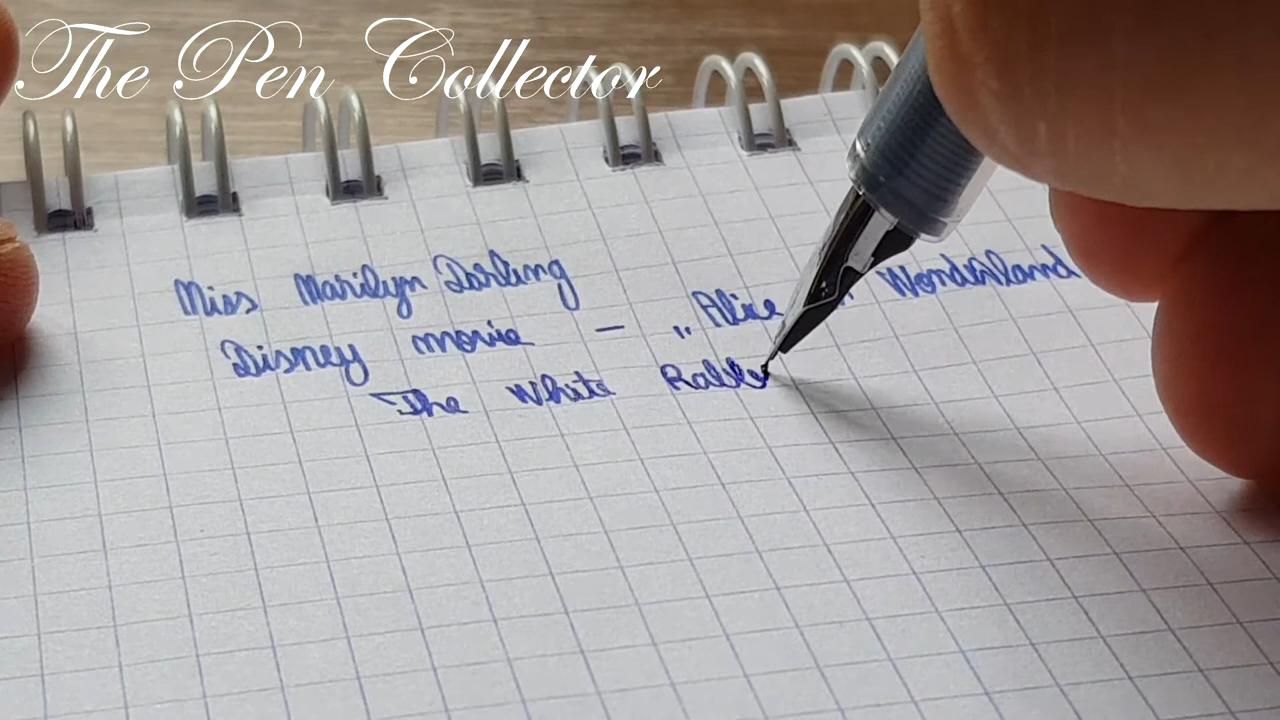 The Pen Collector
Miss Marilyn Darling
Disney movie – „Alice Wonderland
The White